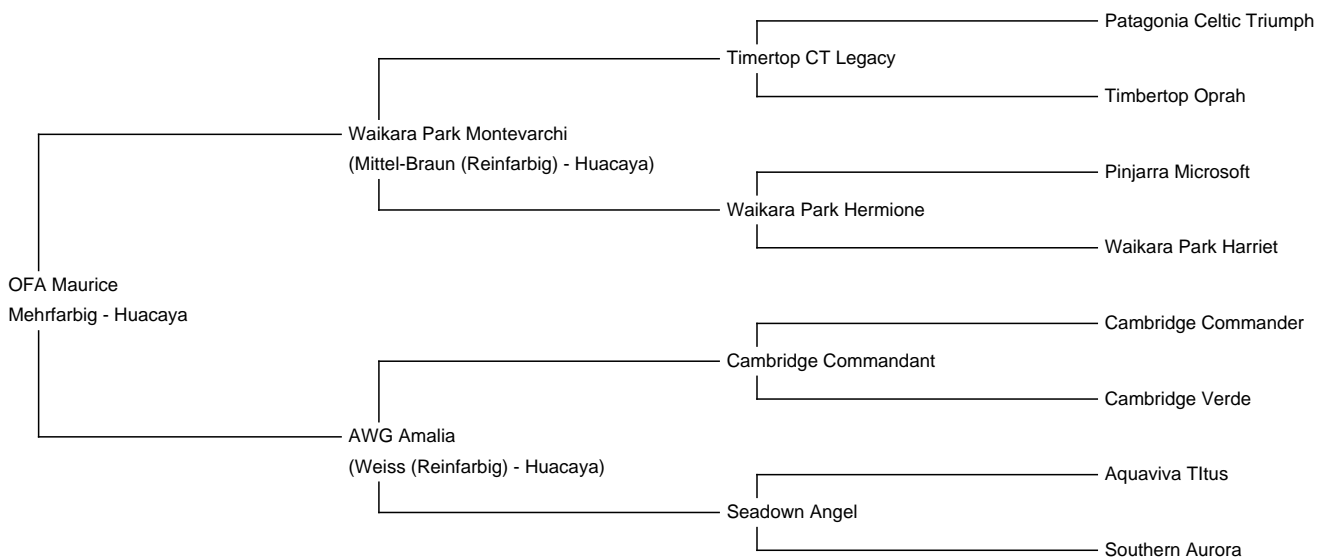 Patagonia Celtic Triumph
Timertop CT Legacy
Timbertop Oprah
Waikara Park Montevarchi
(Mittel-Braun (Reinfarbig) - Huacaya)
Pinjarra Microsoft
Waikara Park Hermione
Waikara Park Harriet
OFA Maurice
Mehrfarbig - Huacaya
Cambridge Commander
Cambridge Commandant
Cambridge Verde
AWG Amalia
(Weiss (Reinfarbig) - Huacaya)
Aquaviva TItus
Seadown Angel
Southern Aurora